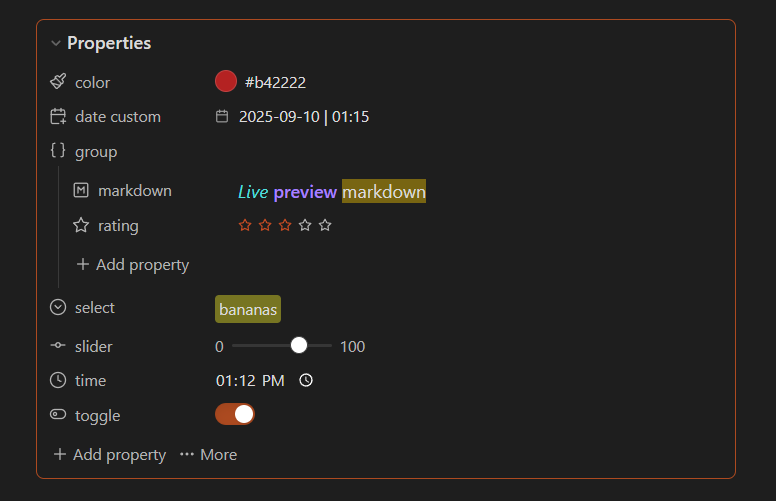 Properties
color #b42222
date custom 2025-09-10 | 01:15
group
markdown Live preview markdown
rating
Add property
select bananas
slider 0 100
time 01:12 PM
toggle
Add property ··· More